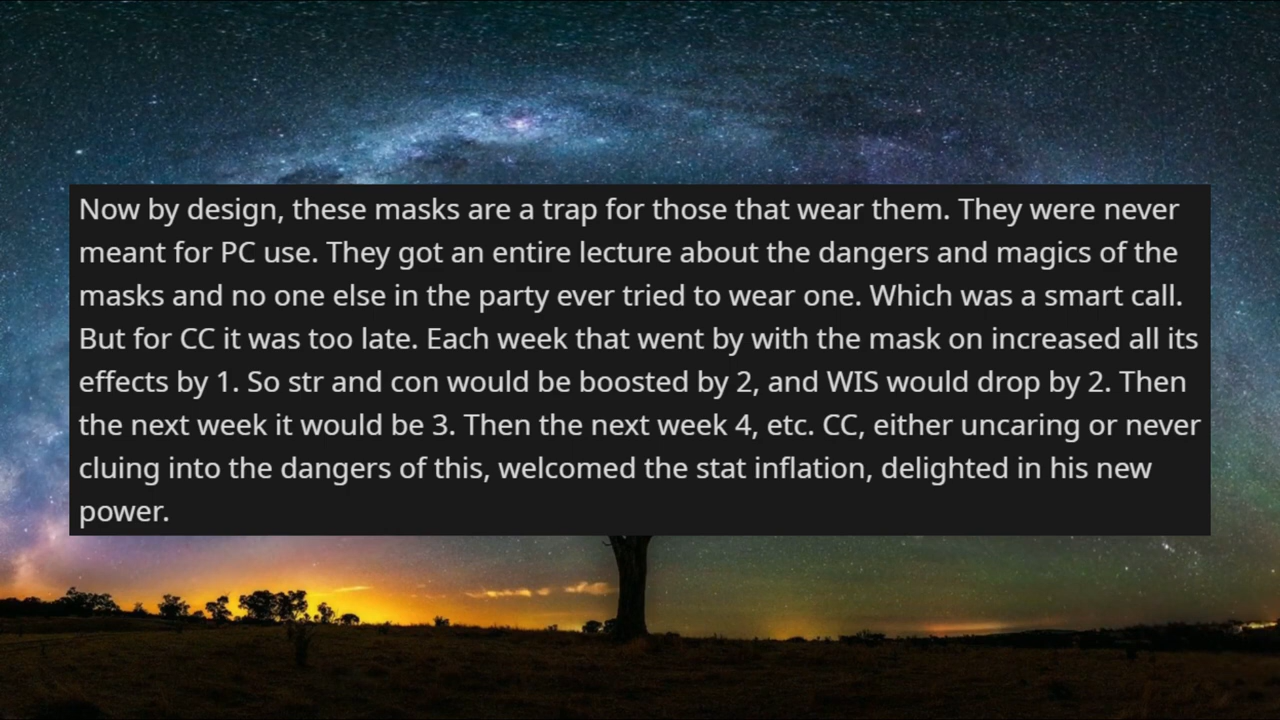 Now by design, these masks are a trap for those that wear them. They were never
meant for PC use. They got an entire lecture about the dangers and magics of the
masks and no one else in the party ever tried to wear one. Which was a smart call.
But for CC it was too late. Each week that went by with the mask on increased all its
effects by 1. So str and con would be boosted by 2, and WIS would drop by 2. Then
the next week it would be 3. Then the next week 4, etc. CC, either uncaring or never
cluing into the dangers of this, welcomed the stat inflation, delighted in his new
power.